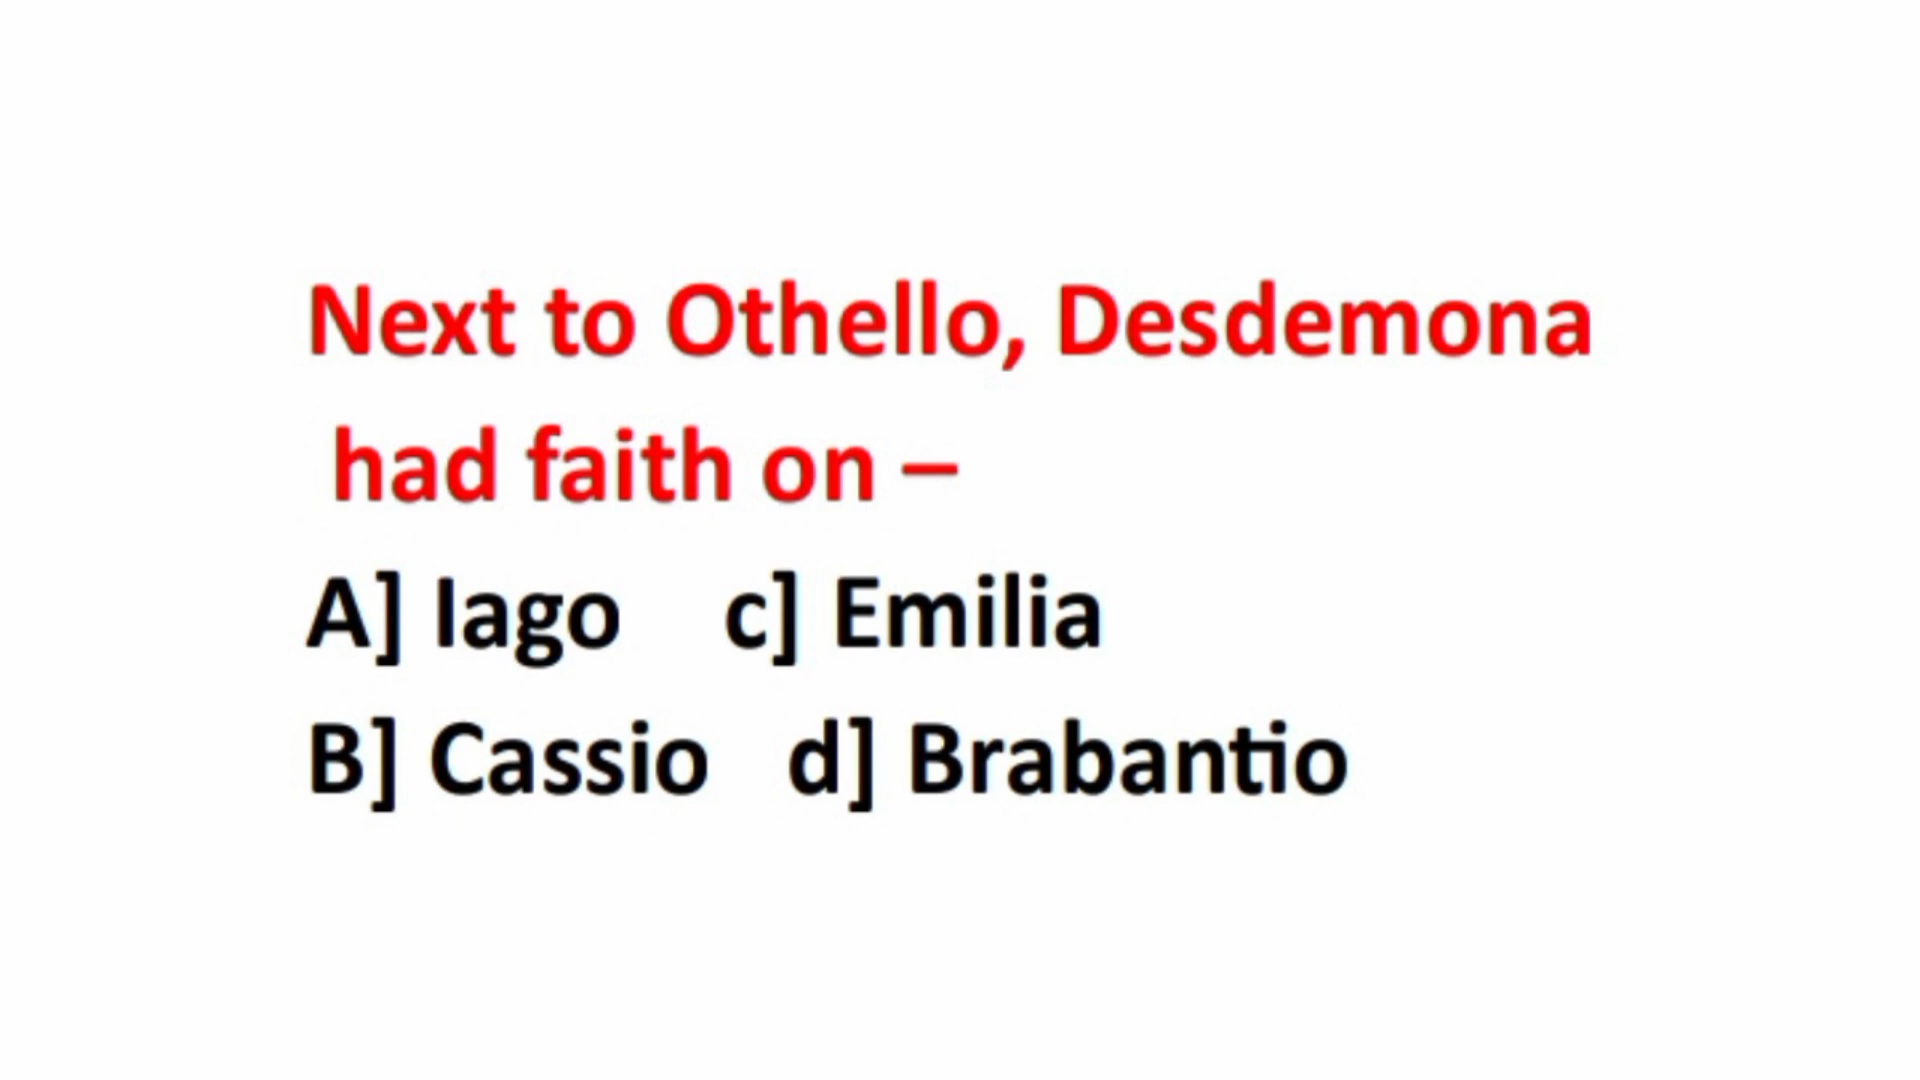 Next to Othello, Desdemona
had faith on –
A] Iago c] Emilia
B] Cassio d] Brabantio